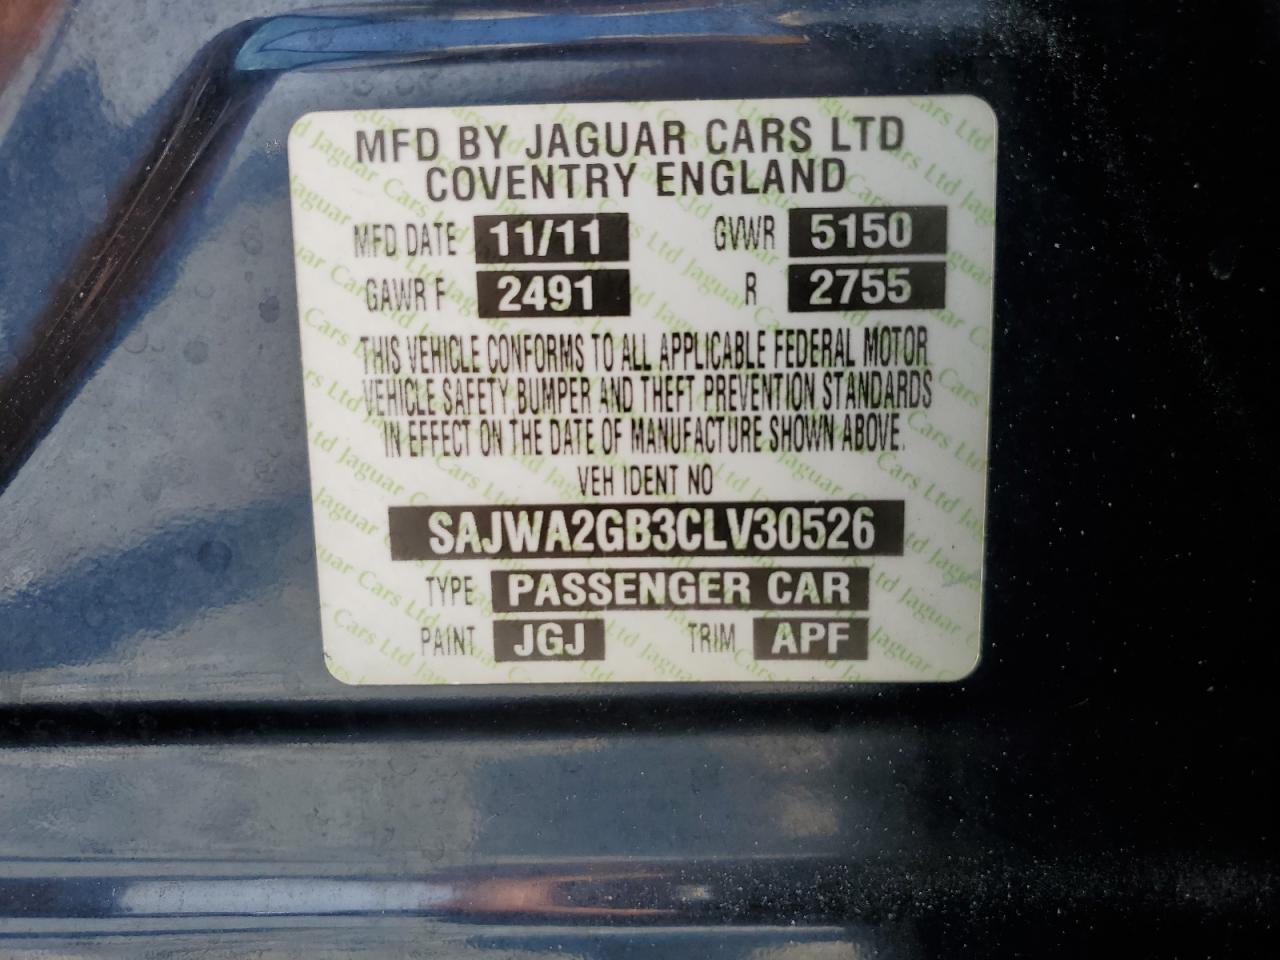 MFD BY JAGUAR CARS LTD
COVENTRY ENGLAND
MFD DATE 11/11 GVWR 5150
GAWR F 2491 R 2755
THIS VEHICLE CONFORMS TO ALL APPLICABLE FEDERAL MOTOR
VEHICLE SAFETY, BUMPER AND THEFT PREVENTION STANDARDS
IN EFFECT ON THE DATE OF MANUFACTURE SHOWN ABOVE.
VEH IDENT NO
SAJWA2GB3CLV30526
TYPE PASSENGER CAR
PAINT JGJ TRIM APF